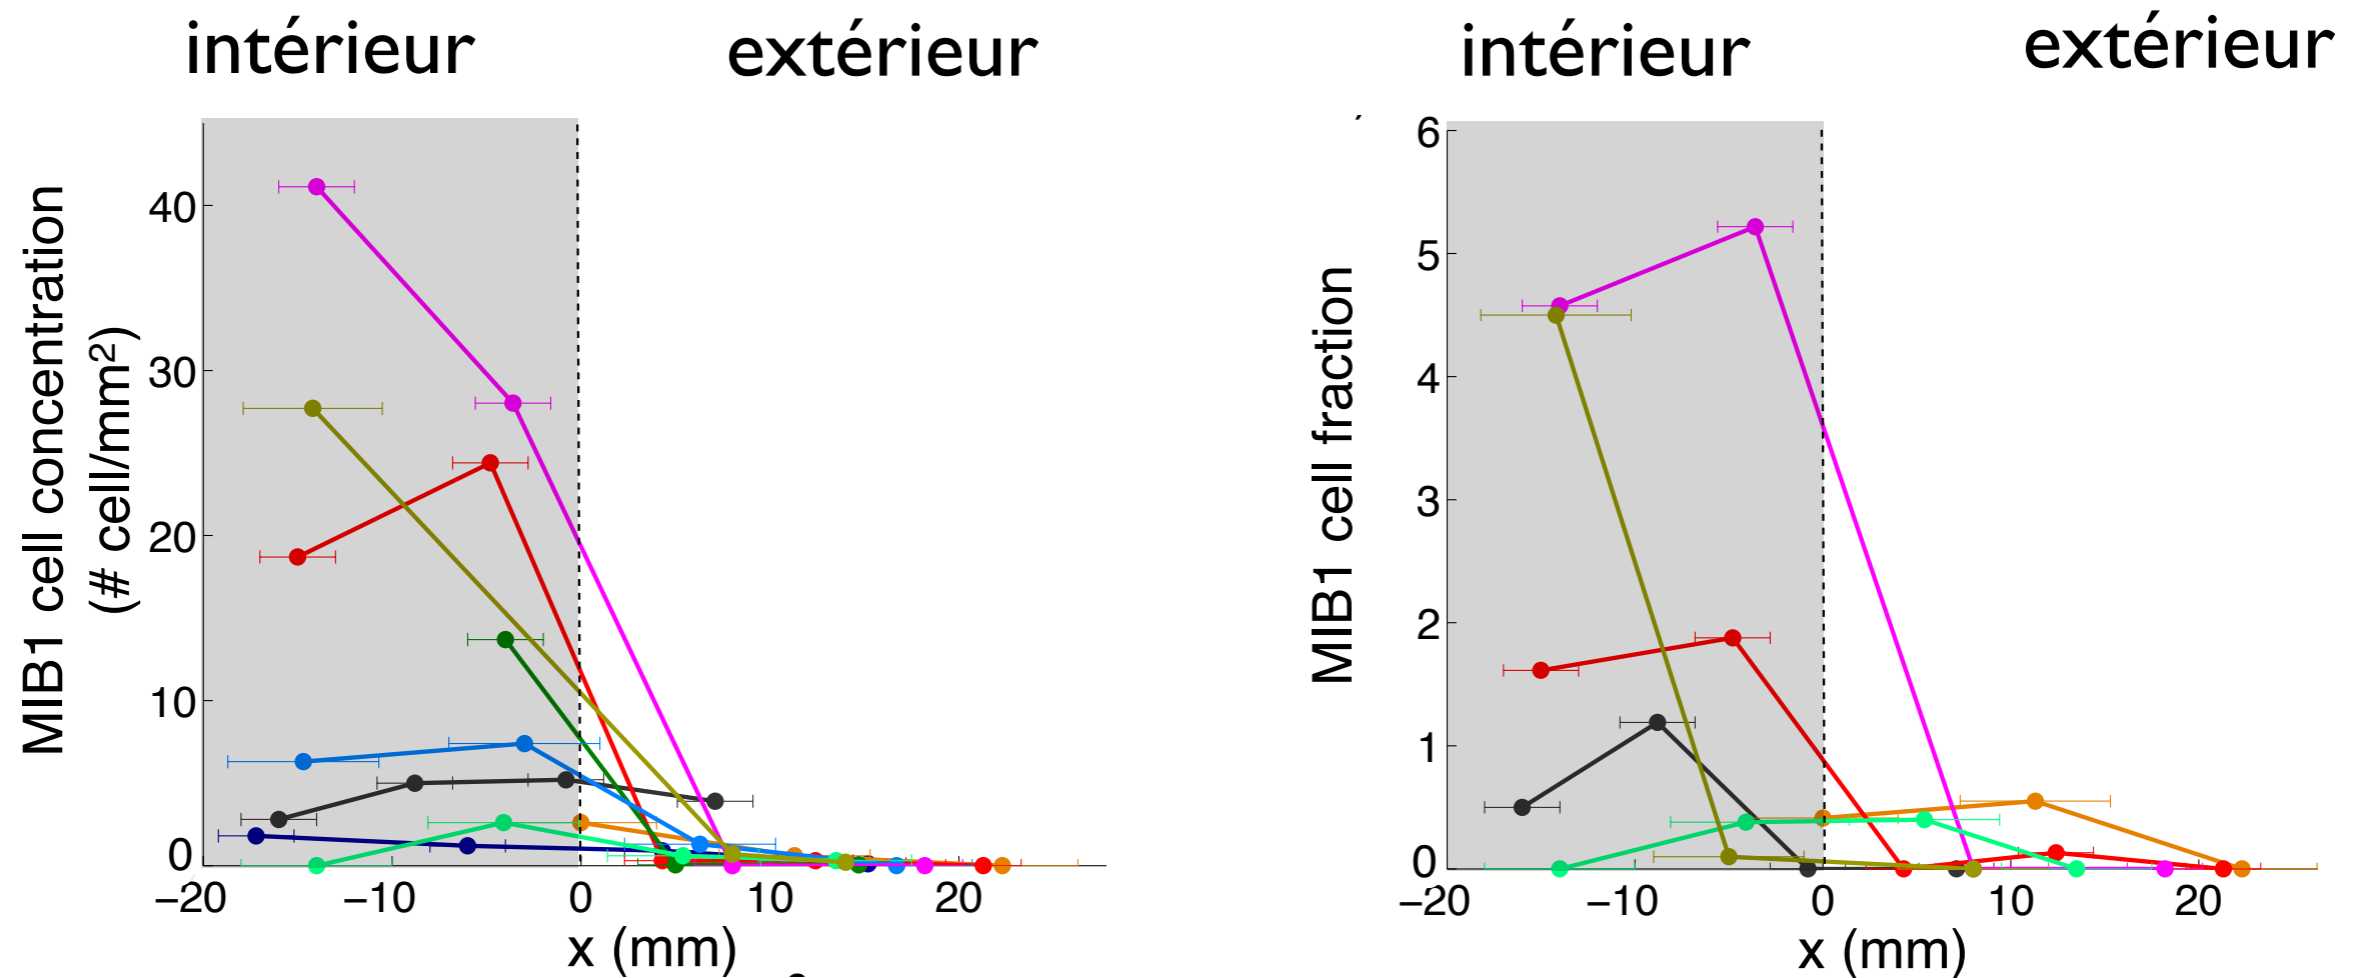 intérieur
extérieur
MIB1 cell concentration
(# cell/mm²)
40
30
20
10
0
−20
−10
0
10
20
x (mm)
intérieur
extérieur
MIB1 cell fraction
6
5
4
3
2
1
0
−20
−10
0
10
20
x (mm)